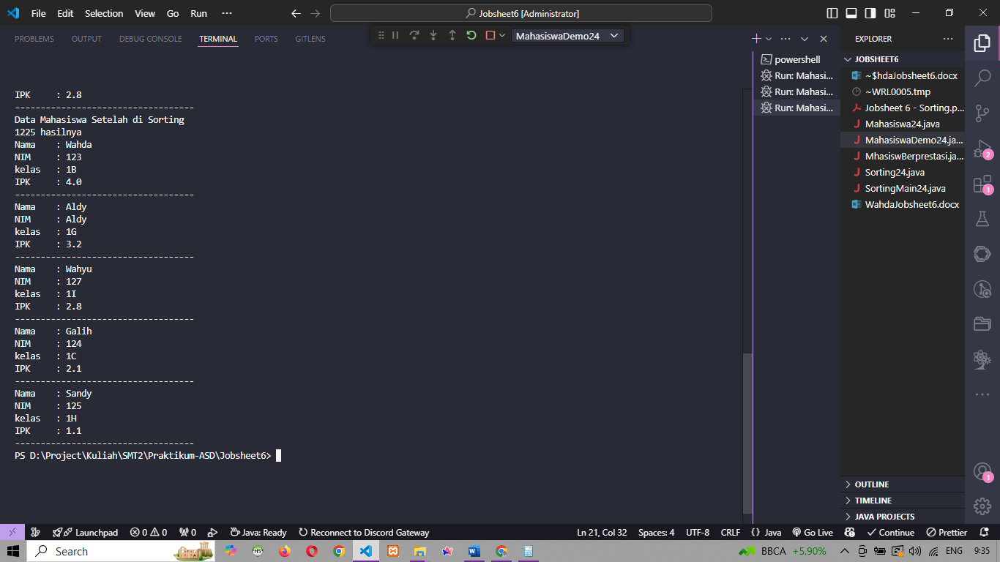 File Edit Selection View Go Run ··· Jobsheet6 [Administrator]
PROBLEMS OUTPUT DEBUG CONSOLE TERMINAL PORTS GITLENS MahasiswaDemo24
EXPLORER
JOBSHEET6
~$hdaJobsheet6.docx
~WRL0005.tmp
Jobsheet 6 - Sorting.p...
Mahasiswa24.java
MahasiswaDemo24.ja...
MhasiswBerprestasi.ja...
Sorting24.java
SortingMain24.java
WahdaJobsheet6.docx
OUTLINE
TIMELINE
JAVA PROJECTS
powershell
Run: Mahasi...
Run: Mahasi...
Run: Mahasi...
2
1
1
IPK : 2.8
-----------------------------------
Data Mahasiswa Setelah di Sorting
1225 hasilnya
Nama : Wahda
NIM : 123
kelas : 1B
IPK : 4.0
-----------------------------------
Nama : Aldy
NIM : Aldy
kelas : 1G
IPK : 3.2
-----------------------------------
Nama : Wahyu
NIM : 127
kelas : 1I
IPK : 2.8
-----------------------------------
Nama : Galih
NIM : 124
kelas : 1C
IPK : 2.1
-----------------------------------
Nama : Sandy
NIM : 125
kelas : 1H
IPK : 1.1
-----------------------------------
PS D:\Project\Kuliah\SMT2\Praktikum-ASD\Jobsheet6>
Launchpad 0 0 0 Java: Ready Reconnect to Discord Gateway Ln 21, Col 32 Spaces: 4 UTF-8 CRLF {} Java Go Live Continue Prettier
Search BBCA +5,90% ENG 9:35